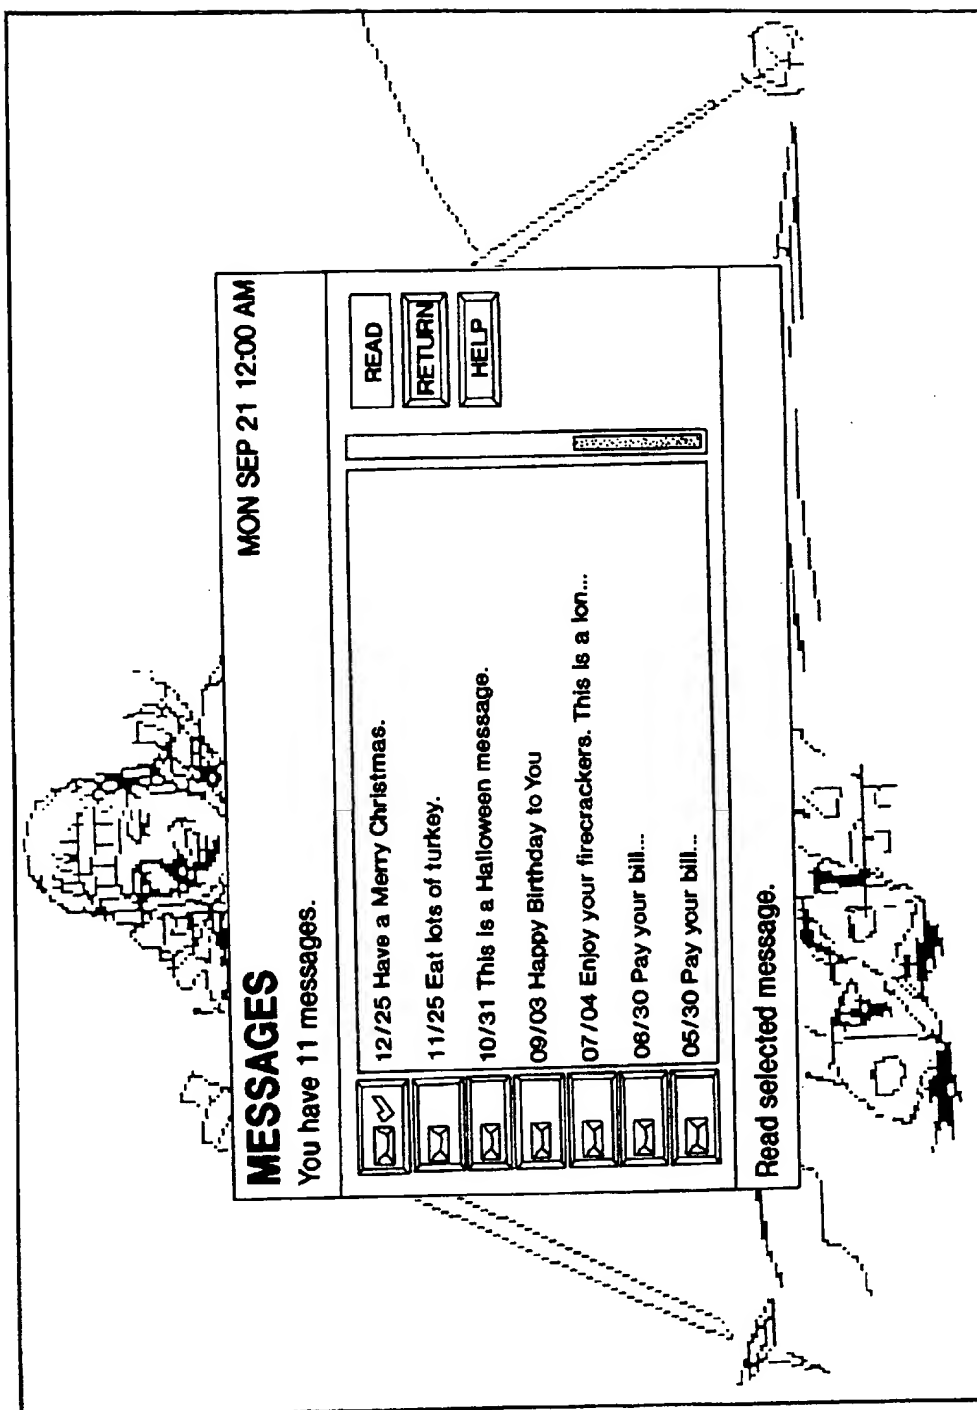 MESSAGES
MON SEP 21 12:00 AM
You have 11 messages.
12/25 Have a Merry Christmas.
11/25 Eat lots of turkey.
10/31 This is a Halloween message.
09/03 Happy Birthday to You
07/04 Enjoy your firecrackers. This is a lon...
06/30 Pay your bill...
05/30 Pay your bill...
READ
RETURN
HELP
Read selected message.